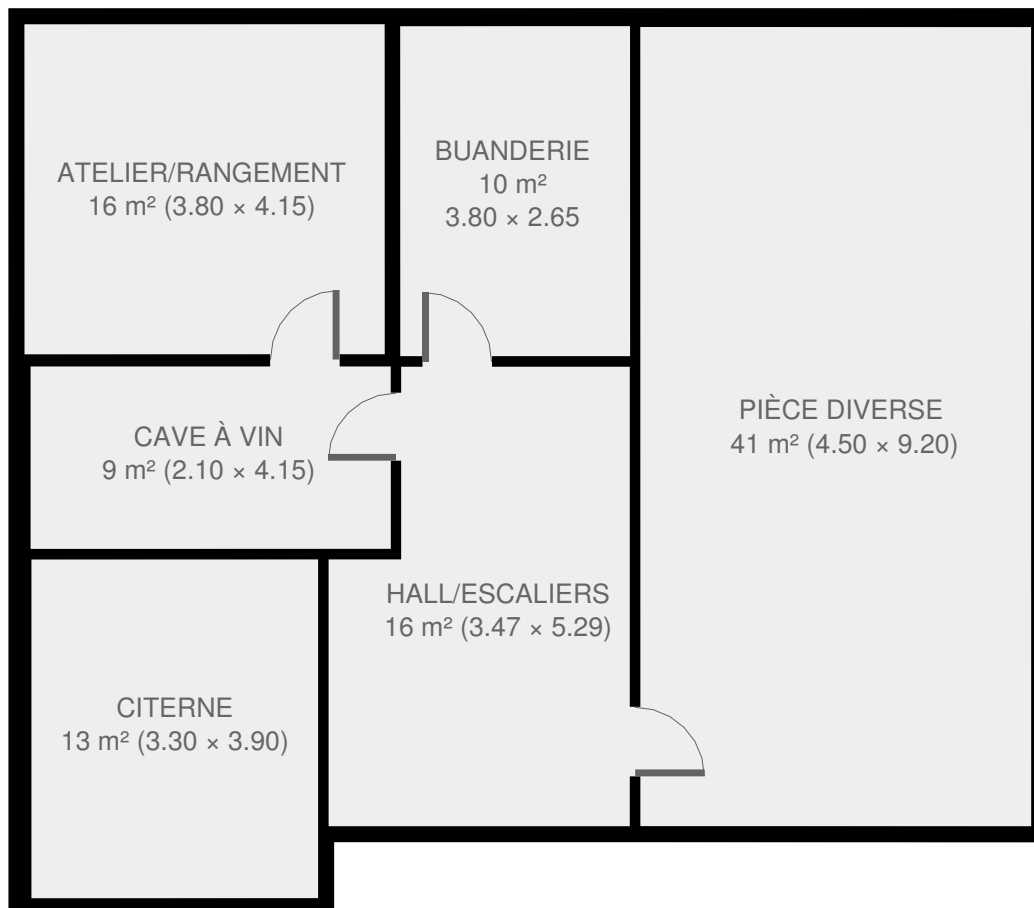 ATELIER/RANGEMENT
16 m² (3.80 × 4.15)
BUANDERIE
10 m²
3.80 × 2.65
PIÈCE DIVERSE
41 m² (4.50 × 9.20)
CAVE À VIN
9 m² (2.10 × 4.15)
HALL/ESCALIERS
16 m² (3.47 × 5.29)
CITERNE
13 m² (3.30 × 3.90)